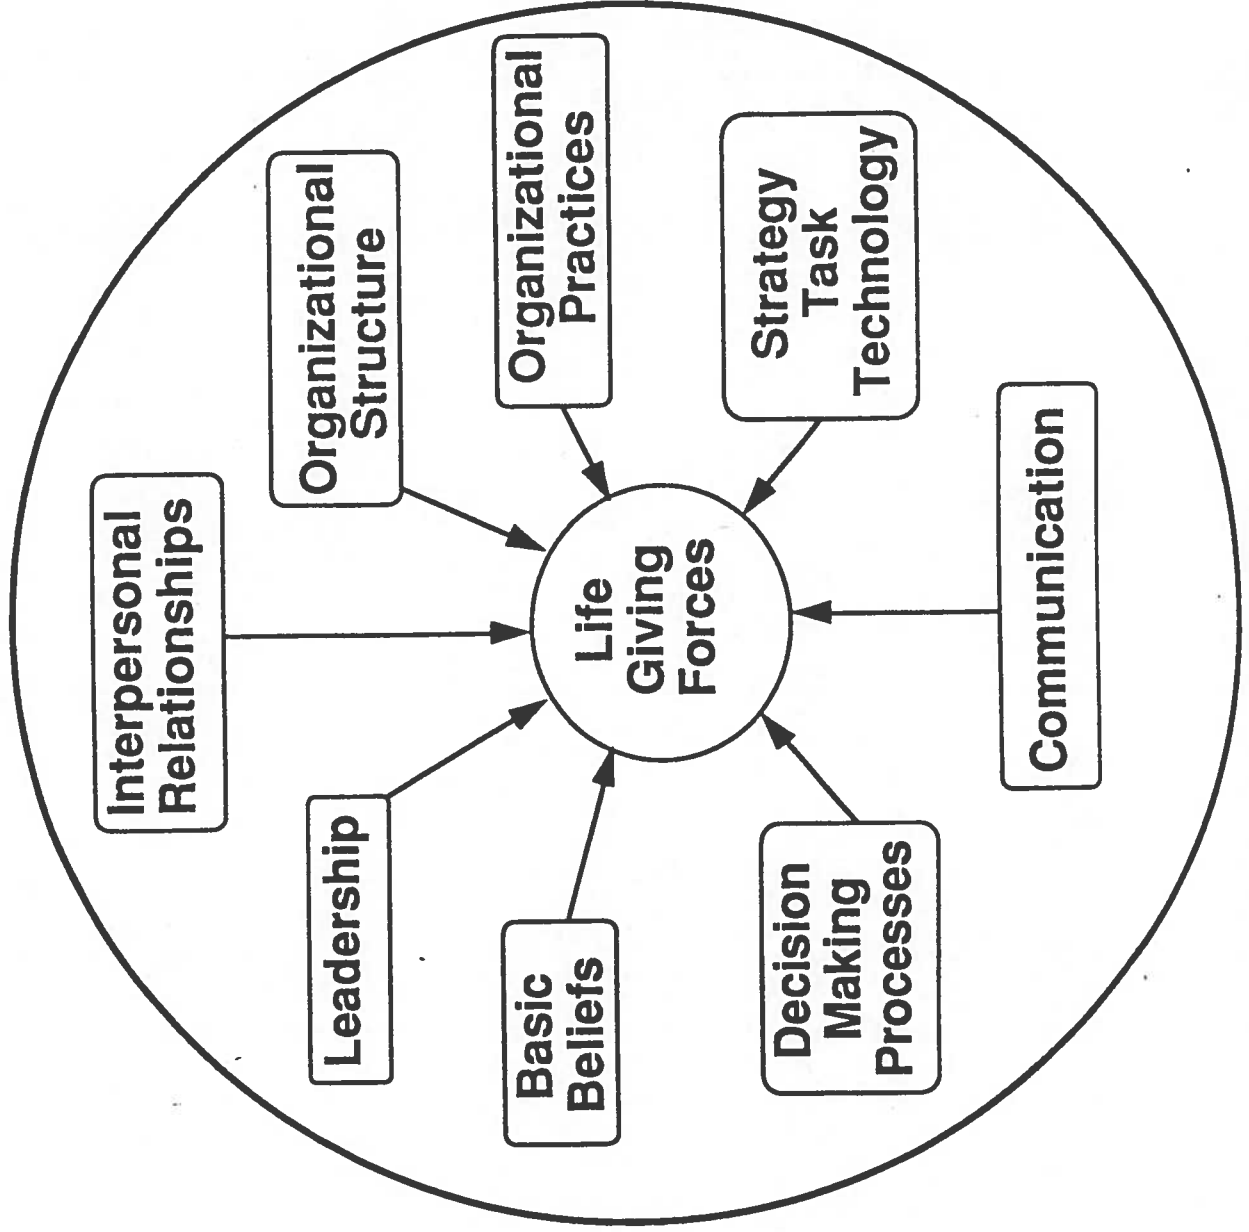 Interpersonal
Relationships
Leadership
Organizational
Structure
Basic
Beliefs
Organizational
Practices
Life
Giving
Forces
Decision
Making
Processes
Strategy
Task
Technology
Communication